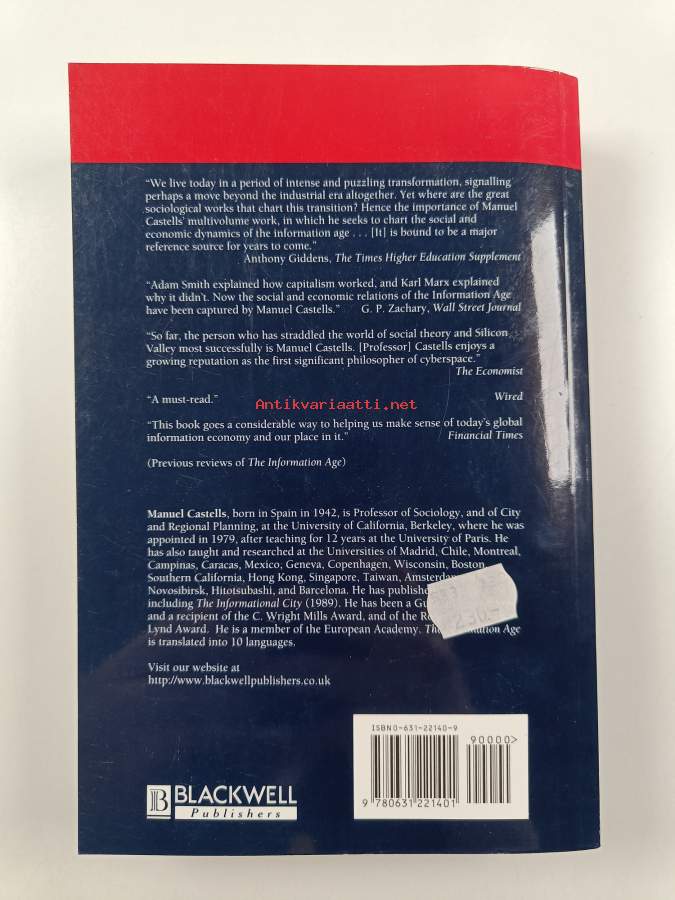 “We live today in a period of intense and puzzling transformation, signalling
perhaps a move beyond the industrial era altogether. Yet where are the great
sociological works that chart this transition? Hence the importance of Manuel
Castells’ multivolume work, in which he seeks to chart the social and
economic dynamics of the information age . . . [It] is bound to be a major
reference source for years to come.”
Anthony Giddens, The Times Higher Education Supplement
“Adam Smith explained how capitalism worked, and Karl Marx explained
why it didn’t. Now the social and economic relations of the Information Age
have been captured by Manuel Castells.” G. P. Zachary, Wall Street Journal
“So far, the person who has straddled the world of social theory and Silicon
Valley most successfully is Manuel Castells. [Professor] Castells enjoys a
growing reputation as the first significant philosopher of cyberspace.”
The Economist
“A must-read.” Wired
Antikvariaatti.net
“This book goes a considerable way to helping us make sense of today’s global
information economy and our place in it.” Financial Times
(Previous reviews of The Information Age)
Manuel Castells, born in Spain in 1942, is Professor of Sociology, and of City
and Regional Planning, at the University of California, Berkeley, where he was
appointed in 1979, after teaching for 12 years at the University of Paris. He
has also taught and researched at the Universities of Madrid, Chile, Montreal,
Campinas, Caracas, Mexico, Geneva, Copenhagen, Wisconsin, Boston,
Southern California, Hong Kong, Singapore, Taiwan, Amsterda
Novosibirsk, Hitotsubashi, and Barcelona. He has publishe
including The Informational City (1989). He has been a Gu
and a recipient of the C. Wright Mills Award, and of the Ro
Lynd Award. He is a member of the European Academy. The mation Age
is translated into 10 languages.
230.-
Visit our website at
http://www.blackwellpublishers.co.uk
ISBN 0-631-22140-9
90000>
9 780631 221401
B BLACKWELL
Publishers